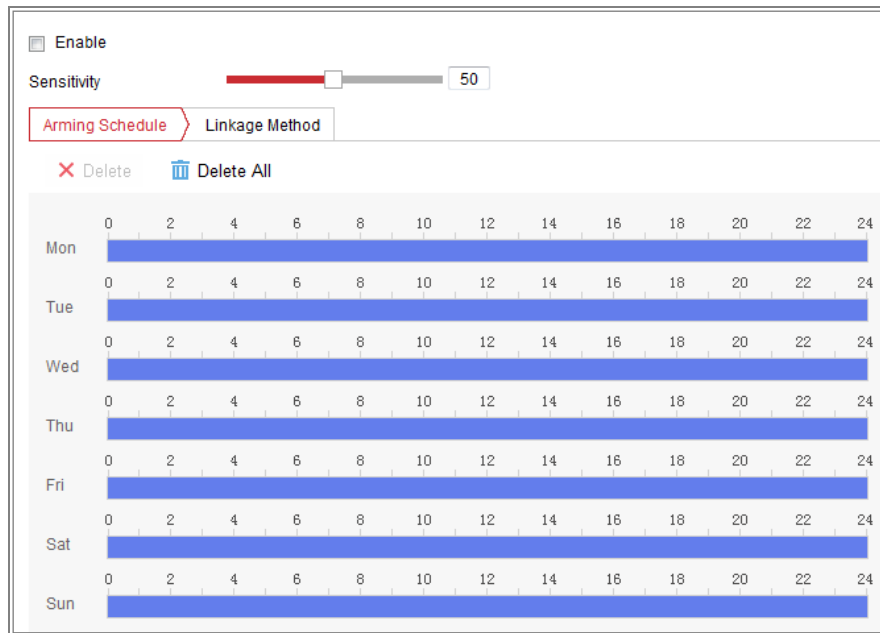 Enable
Sensitivity 50
Arming Schedule Linkage Method
Delete Delete All
0 2 4 6 8 10 12 14 16 18 20 22 24
Mon
0 2 4 6 8 10 12 14 16 18 20 22 24
Tue
0 2 4 6 8 10 12 14 16 18 20 22 24
Wed
0 2 4 6 8 10 12 14 16 18 20 22 24
Thu
0 2 4 6 8 10 12 14 16 18 20 22 24
Fri
0 2 4 6 8 10 12 14 16 18 20 22 24
Sat
0 2 4 6 8 10 12 14 16 18 20 22 24
Sun